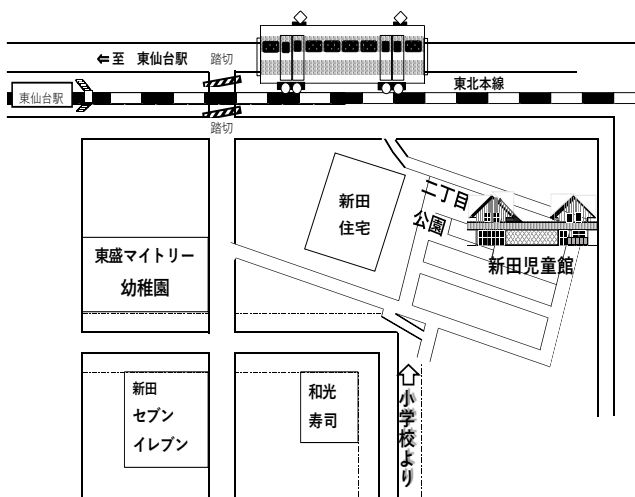 ⇐至 東仙台駅
踏切
東北本線
東仙台駅
踏切
新田
住宅
二丁目
公園
新田児童館
東盛マイトリー
幼稚園
新田
セブン
イレブン
和光
寿司
小学校より